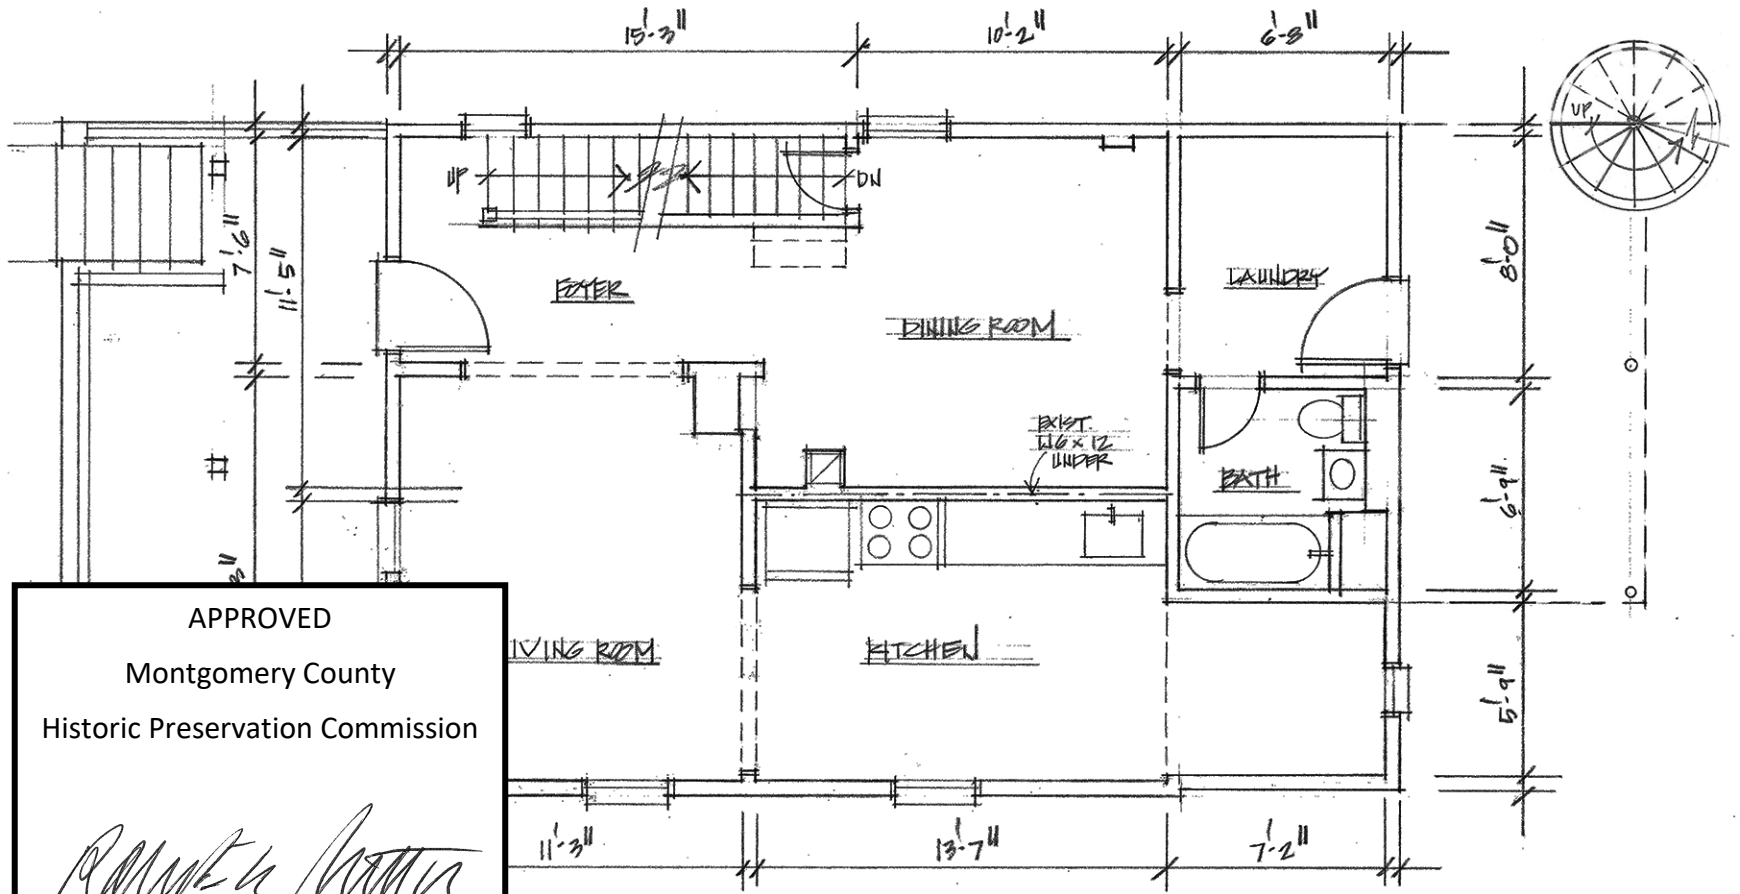 15'-3" 10'-2" 6'-8"
UP
UP DN
7'-6"
11'-5"
FOYER
LAUNDRY
8'-0"
DINING ROOM
EXIST.
W6 x 12
UNDER
BATH
6'-9"
APPROVED
Montgomery County
Historic Preservation Commission
IVING ROOM
KITCHEN
5'-9"
11'-3" 13'-7" 7'-2"